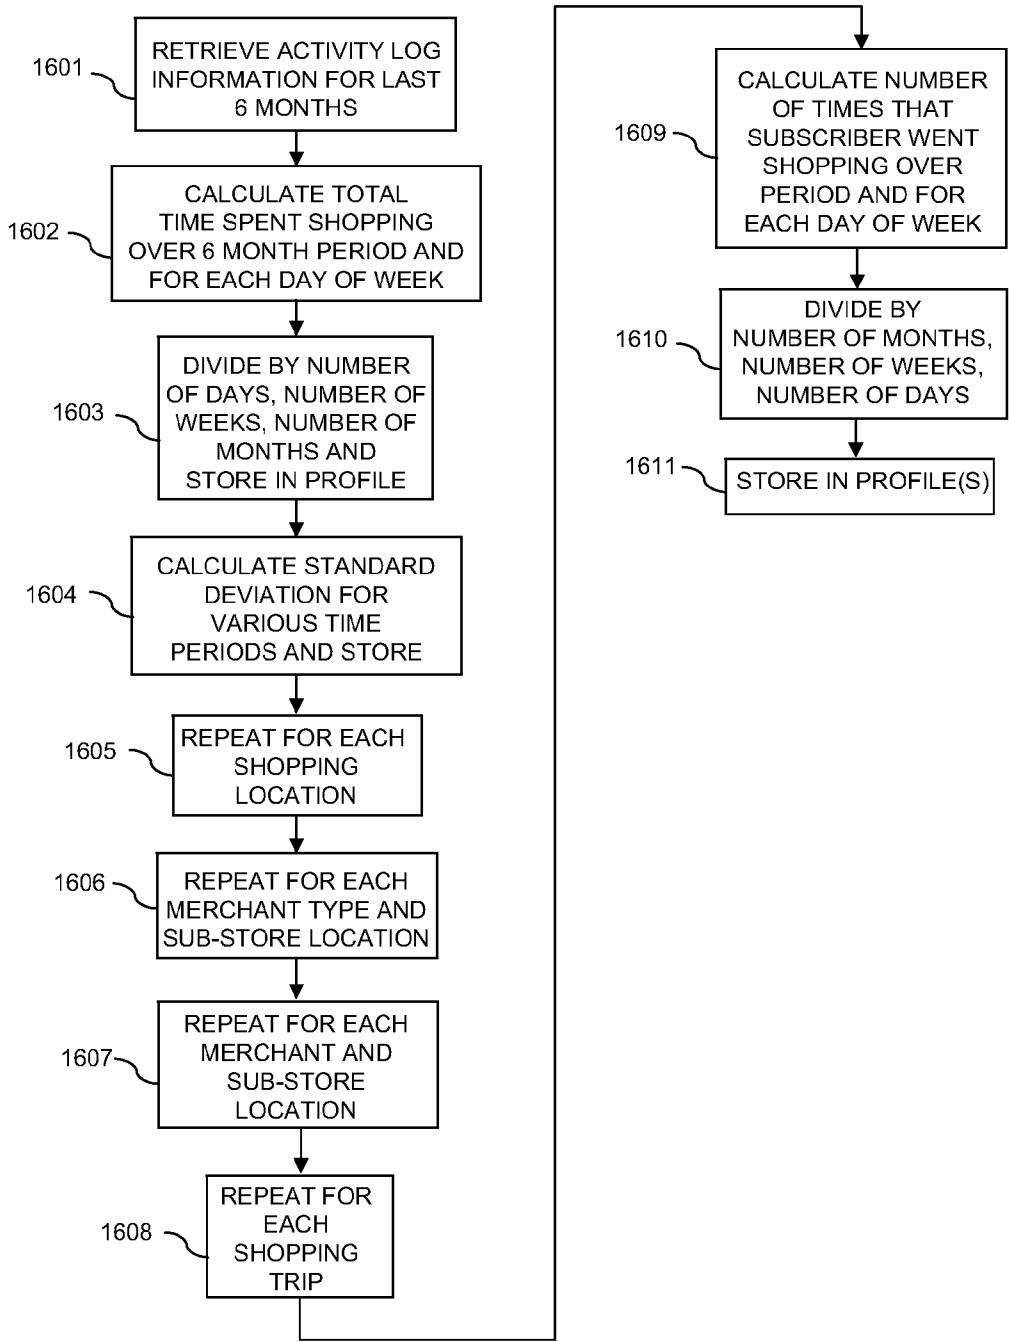 1601
RETRIEVE ACTIVITY LOG
INFORMATION FOR LAST
6 MONTHS
1602
CALCULATE TOTAL
TIME SPENT SHOPPING
OVER 6 MONTH PERIOD AND
FOR EACH DAY OF WEEK
1603
DIVIDE BY NUMBER
OF DAYS, NUMBER OF
WEEKS, NUMBER OF
MONTHS AND
STORE IN PROFILE
1604
CALCULATE STANDARD
DEVIATION FOR
VARIOUS TIME
PERIODS AND STORE
1605
REPEAT FOR EACH
SHOPPING
LOCATION
1606
REPEAT FOR EACH
MERCHANT TYPE AND
SUB-STORE LOCATION
1607
REPEAT FOR EACH
MERCHANT AND
SUB-STORE
LOCATION
1608
REPEAT FOR
EACH
SHOPPING
TRIP
1609
CALCULATE NUMBER
OF TIMES THAT
SUBSCRIBER WENT
SHOPPING OVER
PERIOD AND FOR
EACH DAY OF WEEK
1610
DIVIDE BY
NUMBER OF MONTHS,
NUMBER OF WEEKS,
NUMBER OF DAYS
1611
STORE IN PROFILE(S)